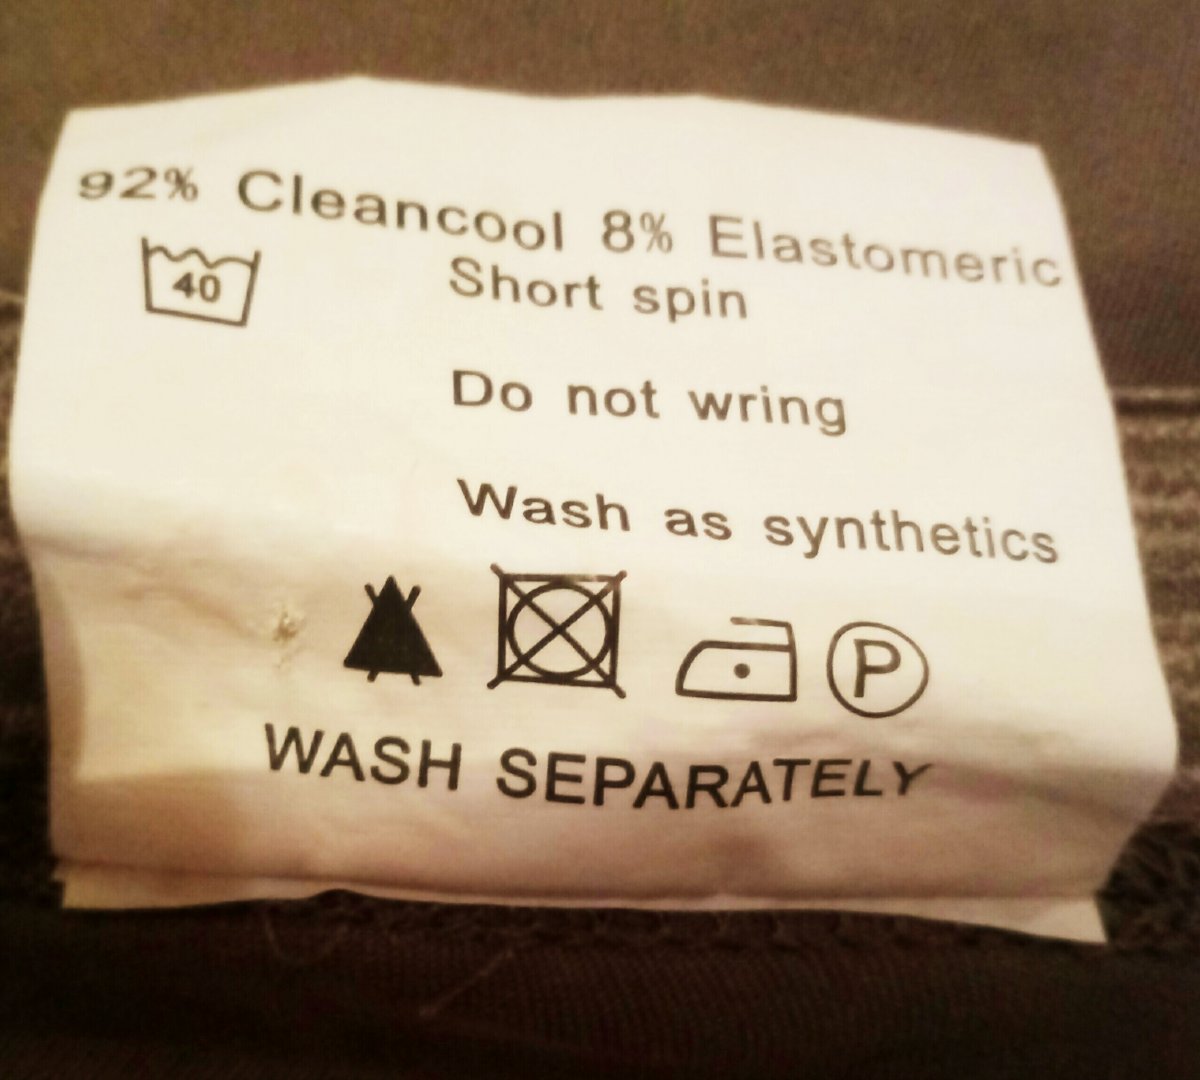 92% Cleancool 8% Elastomeric
40
Short spin
Do not wring
Wash as synthetics
P
WASH SEPARATELY